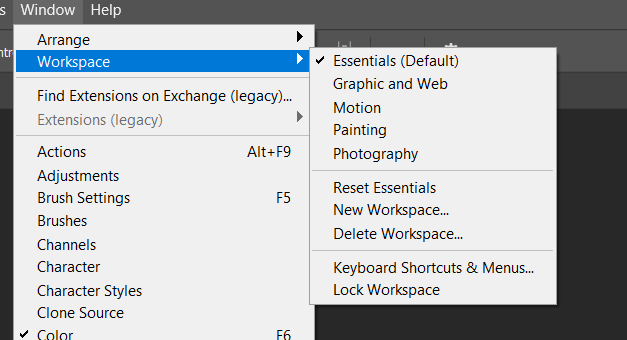 Window Help
Arrange
Workspace
Find Extensions on Exchange (legacy)...
Extensions (legacy)
Actions Alt+F9
Adjustments
Brush Settings F5
Brushes
Channels
Character
Character Styles
Clone Source
Color F6
Essentials (Default)
Graphic and Web
Motion
Painting
Photography
Reset Essentials
New Workspace...
Delete Workspace...
Keyboard Shortcuts & Menus...
Lock Workspace